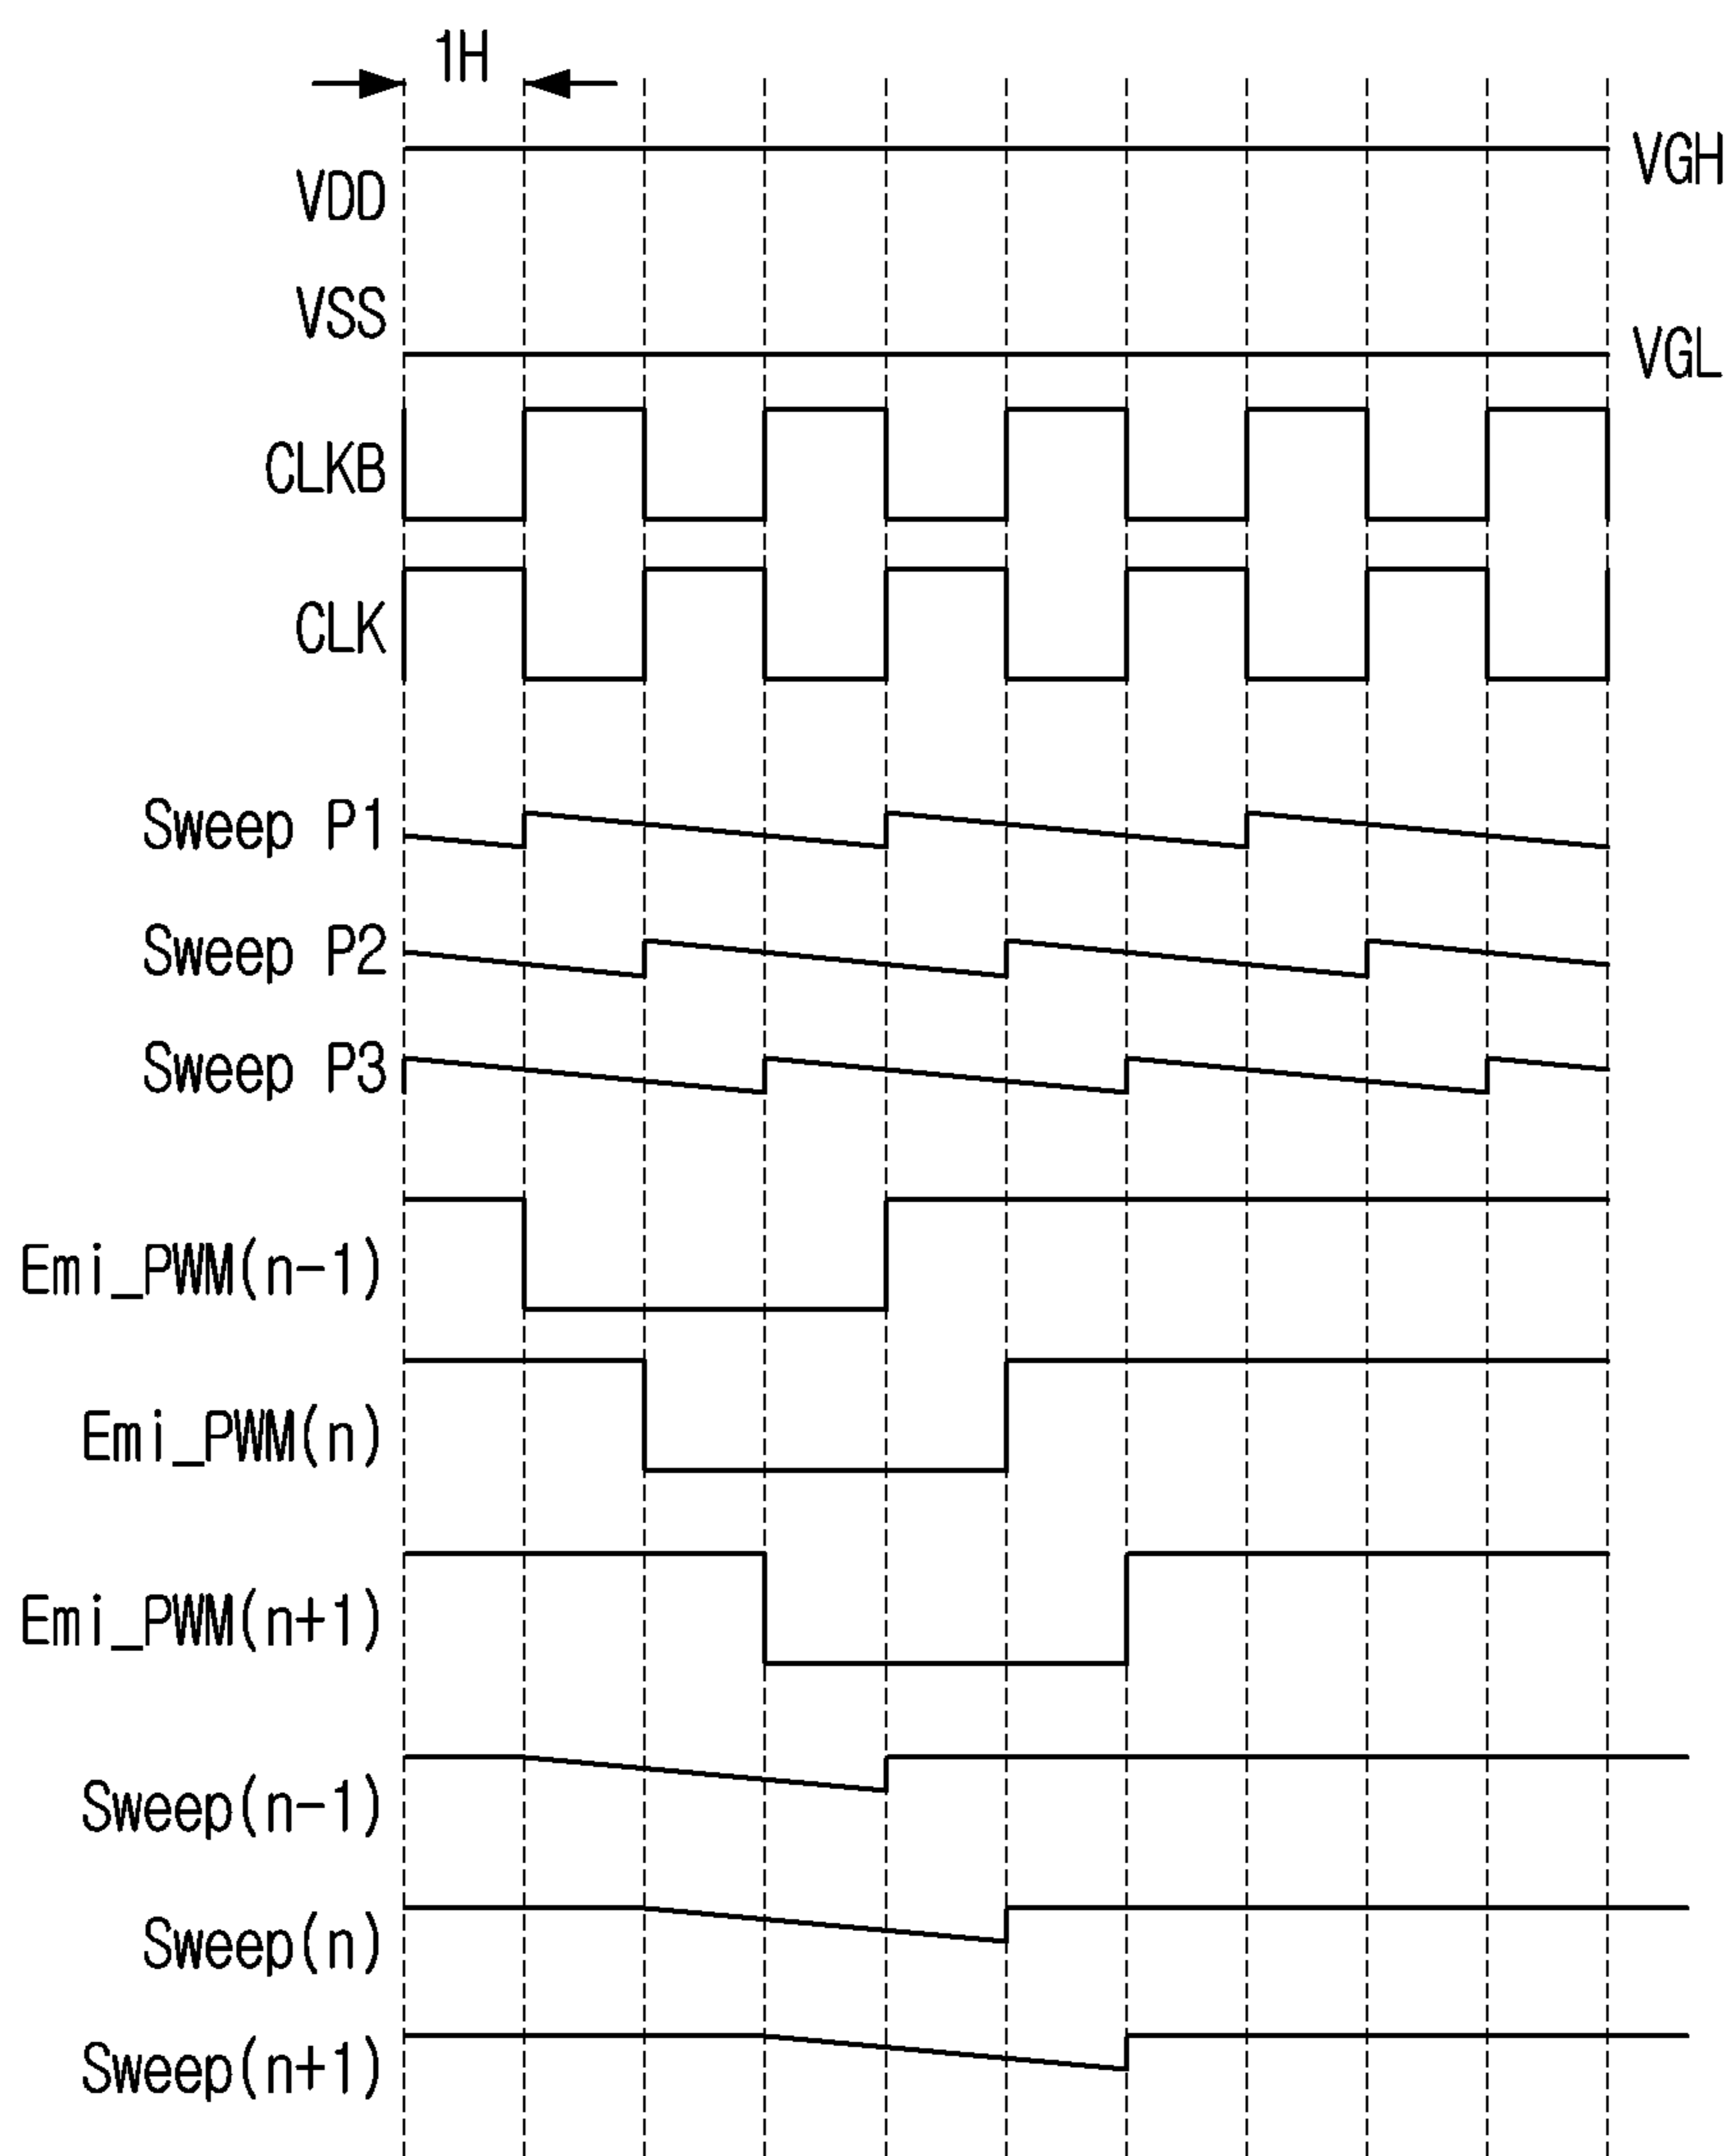 1H
VGH
VDD
VSS
VGL
CLKB
CLK
Sweep P1
Sweep P2
Sweep P3
Emi_PWM(n-1)
Emi_PWM(n)
Emi_PWM(n+1)
Sweep(n-1)
Sweep(n)
Sweep(n+1)